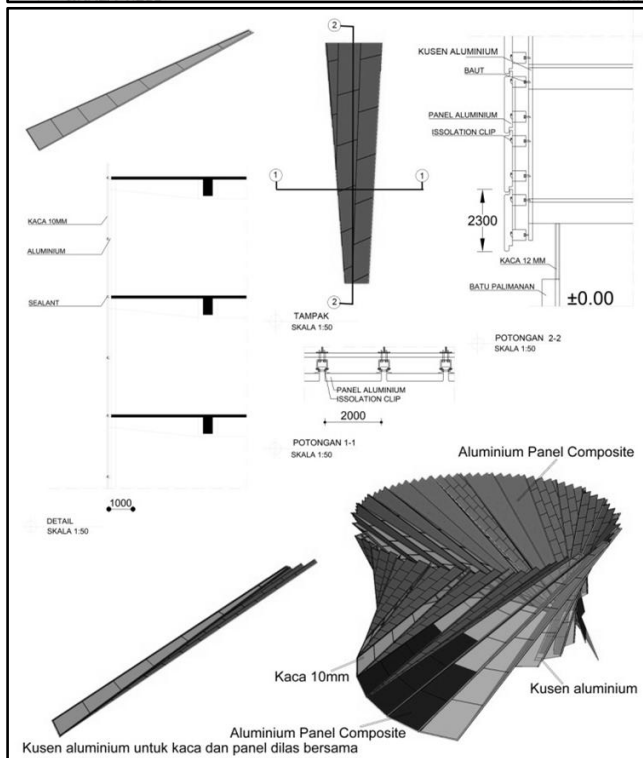 KACA 10MM
ALUMINIUM
SEALANT
1000
DETAIL
SKALA 1:50
2
1
1
2
TAMPAK
SKALA 1:50
PANEL ALUMINIUM
ISSOLATION CLIP
2000
POTONGAN 1-1
SKALA 1:50
KUSEN ALUMINIUM
BAUT
PANEL ALUMINIUM
ISSOLATION CLIP
2300
KACA 12 MM
BATU PALIMANAN
±0.00
POTONGAN 2-2
SKALA 1:50
Aluminium Panel Composite
Kaca 10mm
Kusen aluminium
Aluminium Panel Composite
Kusen aluminium untuk kaca dan panel dilas bersama